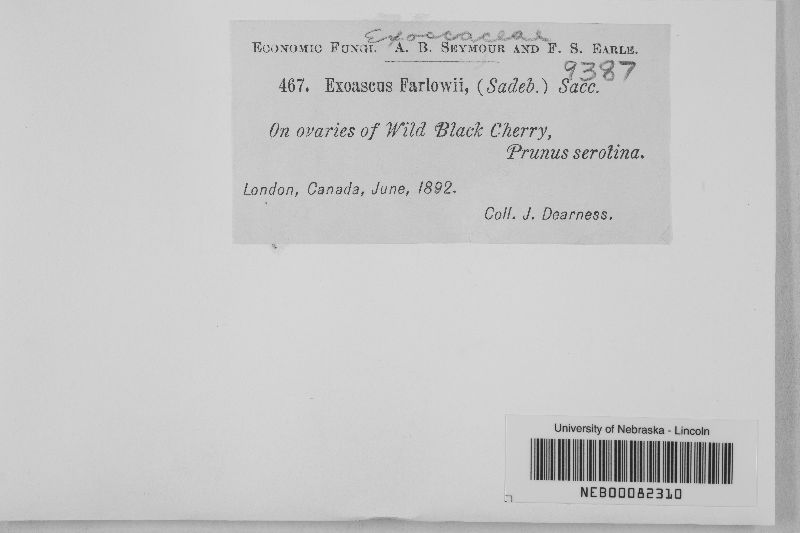 Exoascaceae
Economic Fungi. A. B. Seymour and F. S. Earle.
9387
467. Exoascus Farlowii, (Sadeb.) Sacc.
On ovaries of Wild Black Cherry,
Prunus serotina.
London, Canada, June, 1892.
Coll. J. Dearness.
University of Nebraska - Lincoln
NEB00082310